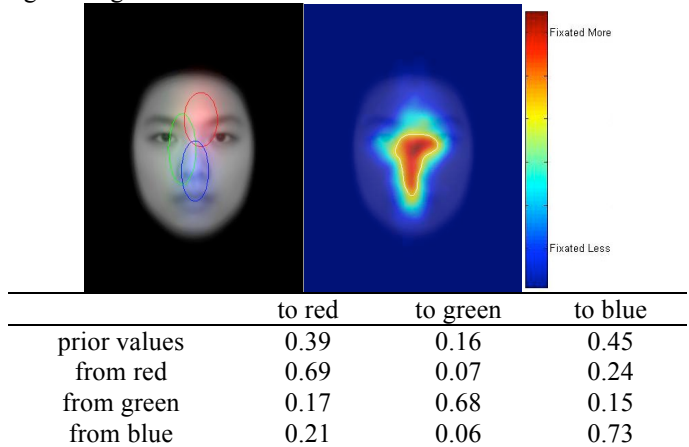 Fixated More
Fixated Less
to red to green to blue
prior values 0.39 0.16 0.45
from red 0.69 0.07 0.24
from green 0.17 0.68 0.15
from blue 0.21 0.06 0.73